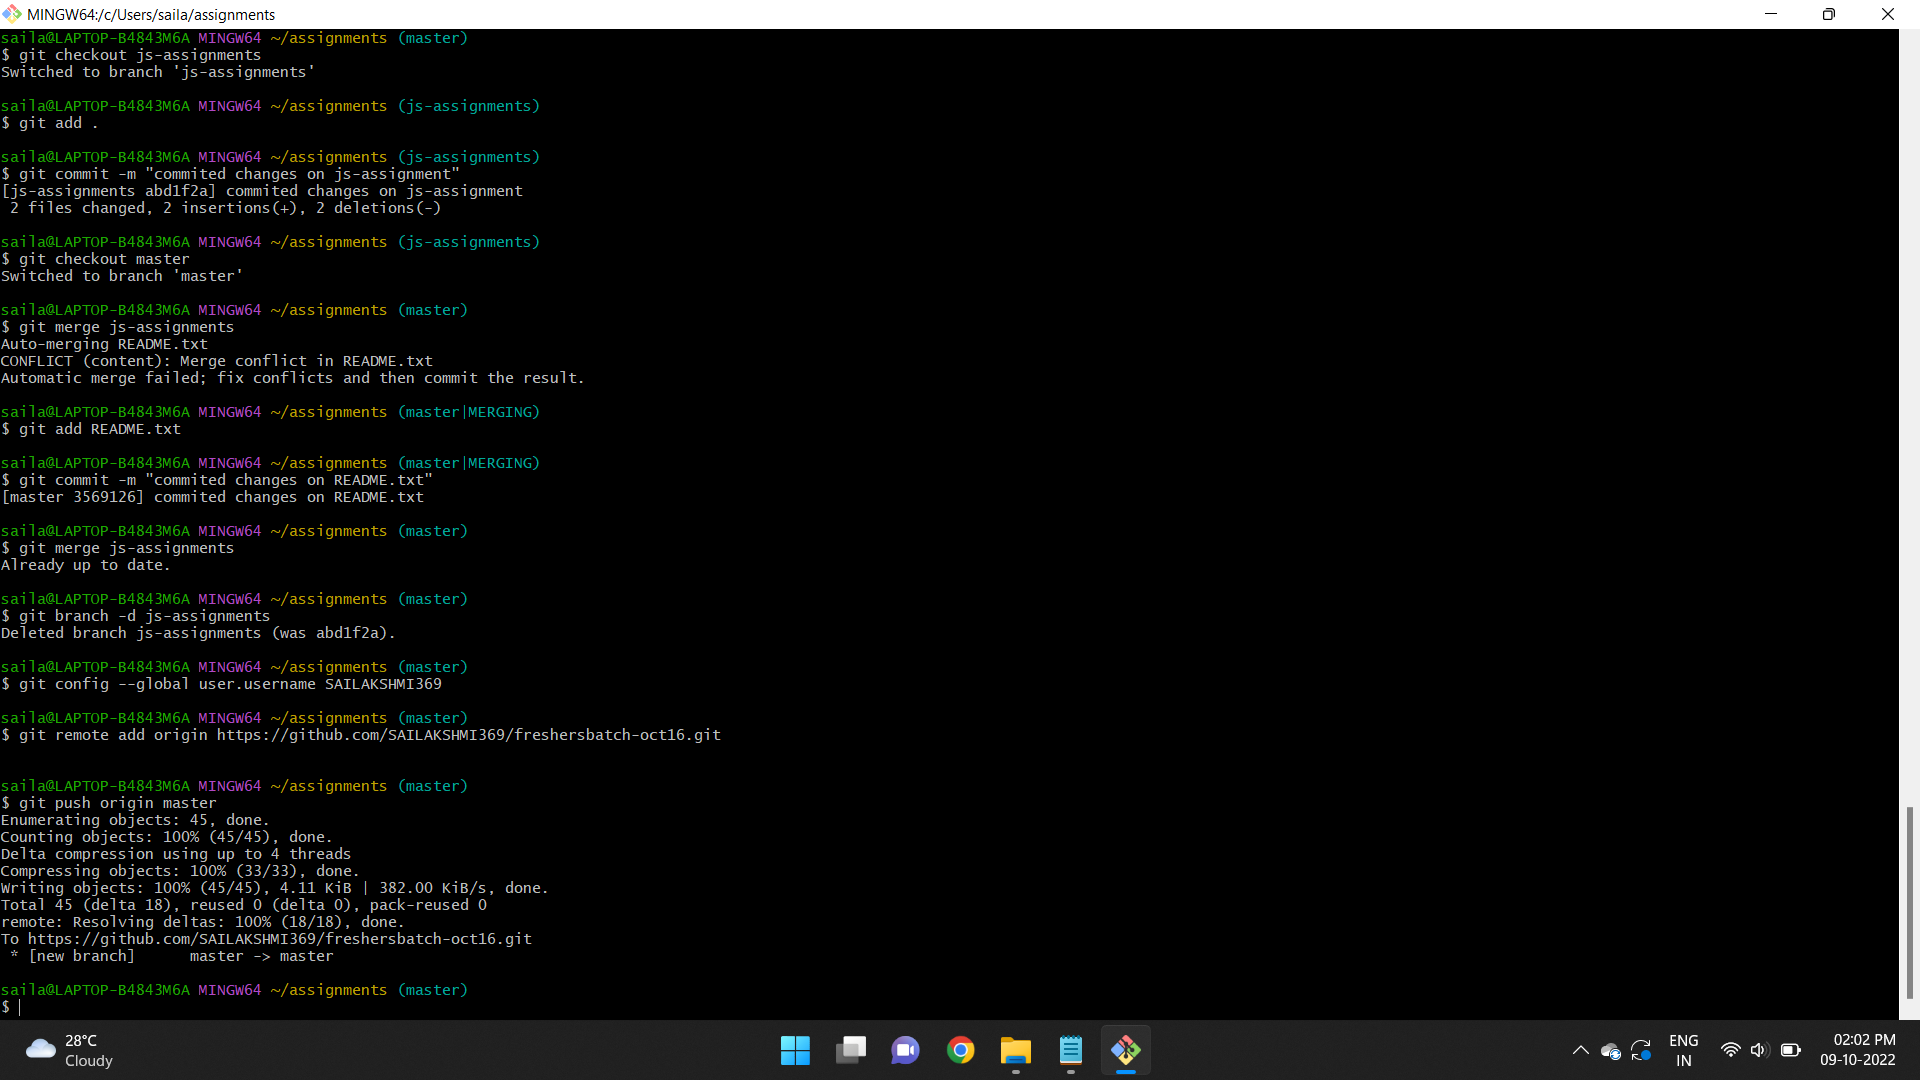 MINGW64:/c/Users/saila/assignments
saila@LAPTOP-B4843M6A MINGW64 ~/assignments (master)
$ git checkout js-assignments
Switched to branch 'js-assignments'
saila@LAPTOP-B4843M6A MINGW64 ~/assignments (js-assignments)
$ git add .
saila@LAPTOP-B4843M6A MINGW64 ~/assignments (js-assignments)
$ git commit -m "commited changes on js-assignment"
[js-assignments abd1f2a] commited changes on js-assignment
 2 files changed, 2 insertions(+), 2 deletions(-)
saila@LAPTOP-B4843M6A MINGW64 ~/assignments (js-assignments)
$ git checkout master
Switched to branch 'master'
saila@LAPTOP-B4843M6A MINGW64 ~/assignments (master)
$ git merge js-assignments
Auto-merging README.txt
CONFLICT (content): Merge conflict in README.txt
Automatic merge failed; fix conflicts and then commit the result.
saila@LAPTOP-B4843M6A MINGW64 ~/assignments (master|MERGING)
$ git add README.txt
saila@LAPTOP-B4843M6A MINGW64 ~/assignments (master|MERGING)
$ git commit -m "commited changes on README.txt"
[master 3569126] commited changes on README.txt
saila@LAPTOP-B4843M6A MINGW64 ~/assignments (master)
$ git merge js-assignments
Already up to date.
saila@LAPTOP-B4843M6A MINGW64 ~/assignments (master)
$ git branch -d js-assignments
Deleted branch js-assignments (was abd1f2a).
saila@LAPTOP-B4843M6A MINGW64 ~/assignments (master)
$ git config --global user.username SAILAKSHMI369
saila@LAPTOP-B4843M6A MINGW64 ~/assignments (master)
$ git remote add origin https://github.com/SAILAKSHMI369/freshersbatch-oct16.git
saila@LAPTOP-B4843M6A MINGW64 ~/assignments (master)
$ git push origin master
Enumerating objects: 45, done.
Counting objects: 100% (45/45), done.
Delta compression using up to 4 threads
Compressing objects: 100% (33/33), done.
Writing objects: 100% (45/45), 4.11 KiB | 382.00 KiB/s, done.
Total 45 (delta 18), reused 0 (delta 0), pack-reused 0
remote: Resolving deltas: 100% (18/18), done.
To https://github.com/SAILAKSHMI369/freshersbatch-oct16.git
 * [new branch]      master -> master
saila@LAPTOP-B4843M6A MINGW64 ~/assignments (master)
$
28°C
Cloudy
ENG
IN
02:02 PM
09-10-2022